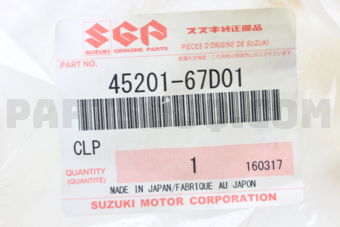 SGP
スズキ純正部品
SUZUKI GENUINE PARTS
PIÈCES D'ORIGINE DE SUZUKI
PART NO.
45201-67D01
CLP
QUANTITY
(QUANTITÉ)
1
160317
MADE IN JAPAN/FABRIQUE AU JAPON
SUZUKI MOTOR CORPORATION